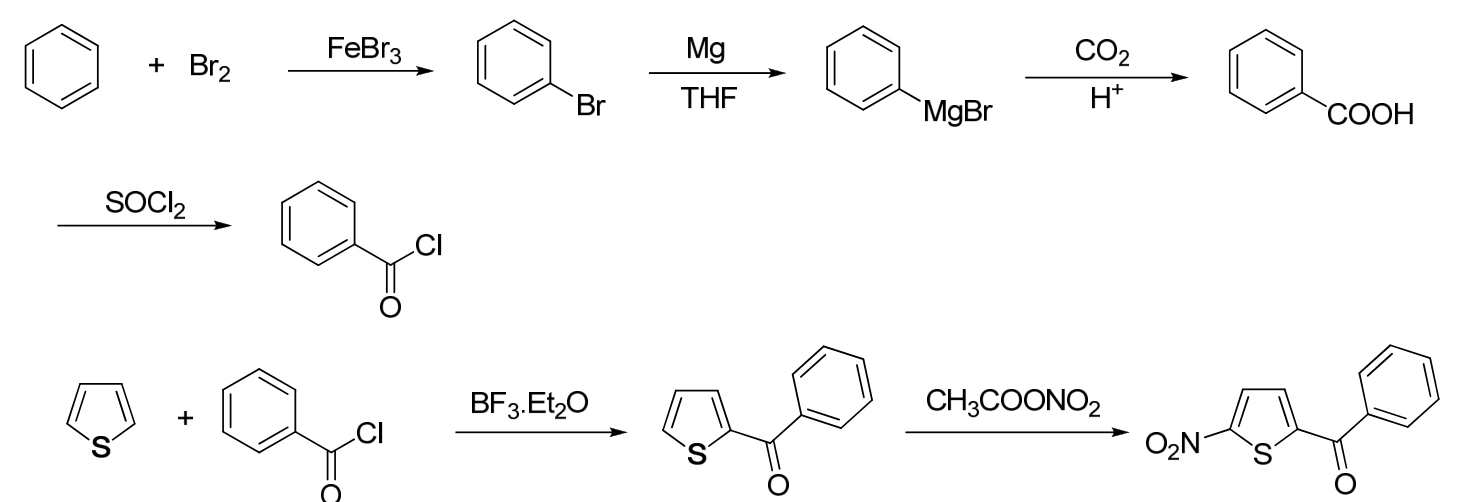 + Br₂ FeBr₃ Br Mg THF MgBr CO₂ H⁺ COOH
SOCl₂ Cl O
S + Cl O BF₃.Et₂O S O CH₃COONO₂ O₂N S O